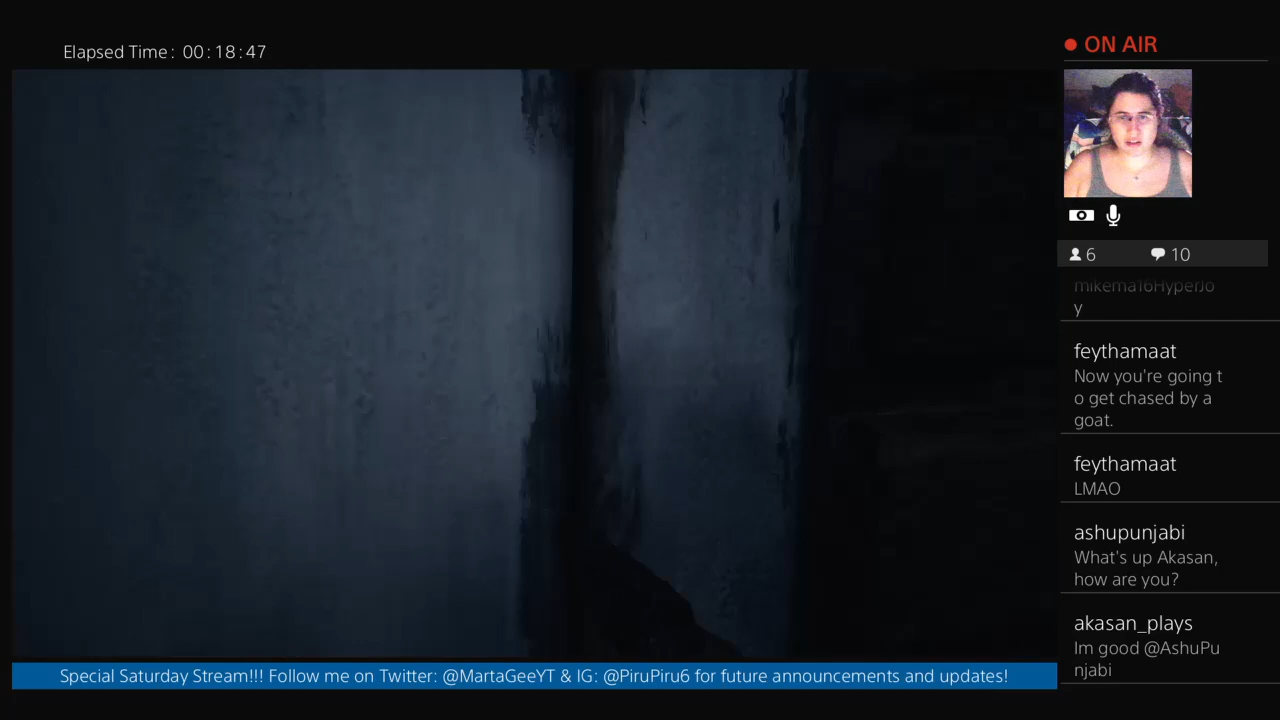 Elapsed Time: 00:18:47
ON AIR
6 10
mikema16HyperJo
y
feythamaat
Now you're going t
o get chased by a
goat.
feythamaat
LMAO
ashupunjabi
What's up Akasan,
how are you?
akasan_plays
Im good @AshuPu
njabi
Special Saturday Stream!!! Follow me on Twitter: @MartaGeeYT & IG: @PiruPiru6 for future announcements and updates!